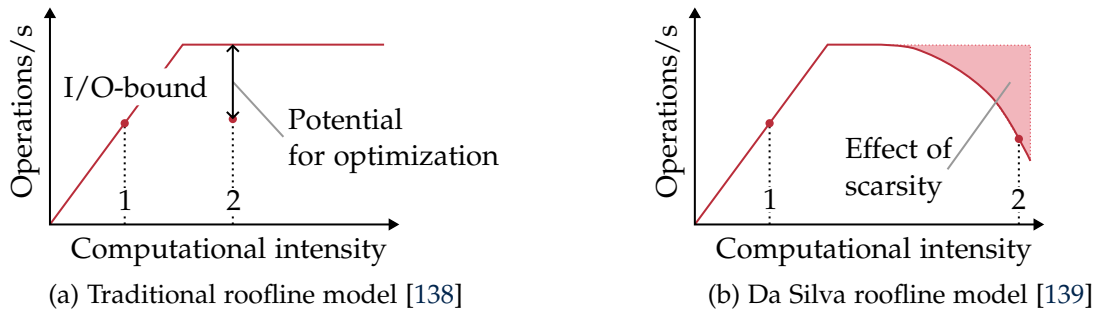 Operations/s
I/O-bound
Potential
for optimization
1
2
Computational intensity
(a) Traditional roofline model [138]
Operations/s
Effect of
scarsity
1
2
Computational intensity
(b) Da Silva roofline model [139]